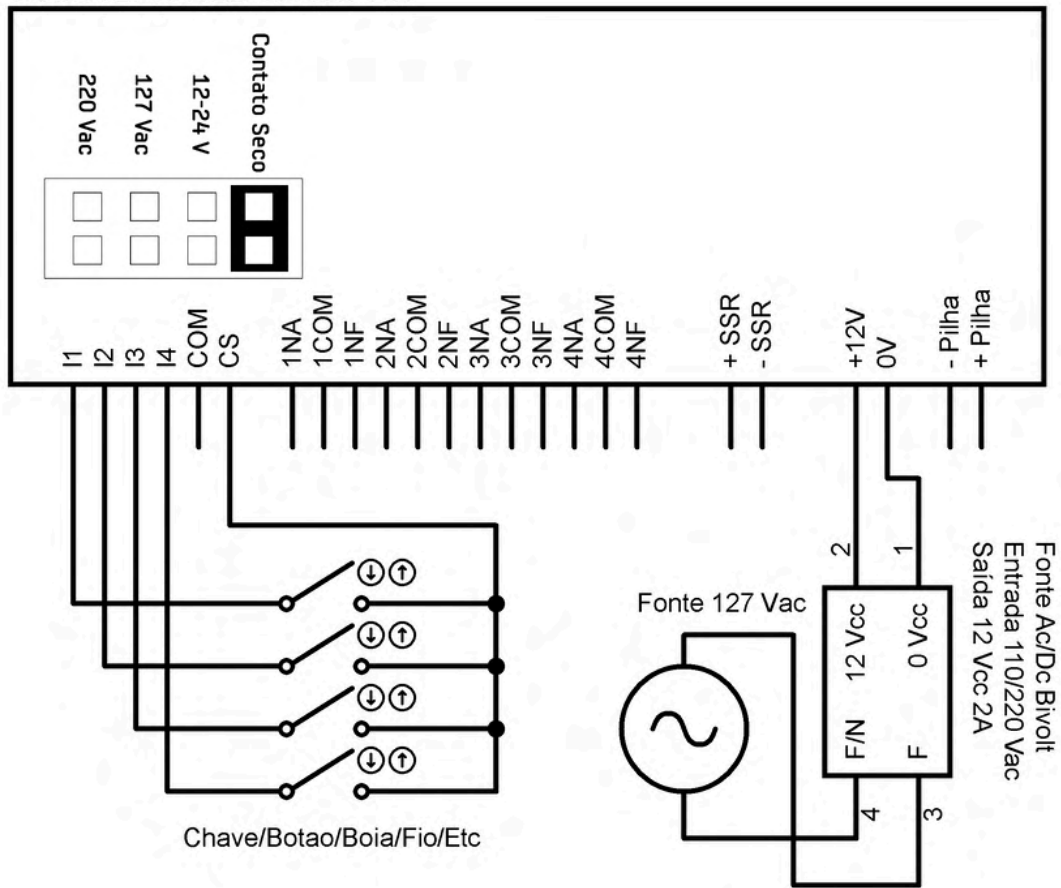 Contato Seco
12-24 V
127 Vac
220 Vac
I1
I2
I3
I4
COM
CS
1NA
1COM
1NF
2NA
2COM
2NF
3NA
3COM
3NF
4NA
4COM
4NF
+ SSR
- SSR
+12V
0V
- Pilha
+ Pilha
Chave/Botao/Boia/Fio/Etc
Fonte 127 Vac
2
1
12 Vcc
0 Vcc
F/N
F
4
3
Fonte Ac/Dc Bivolt
Entrada 110/220 Vac
Saida 12 Vcc 2A